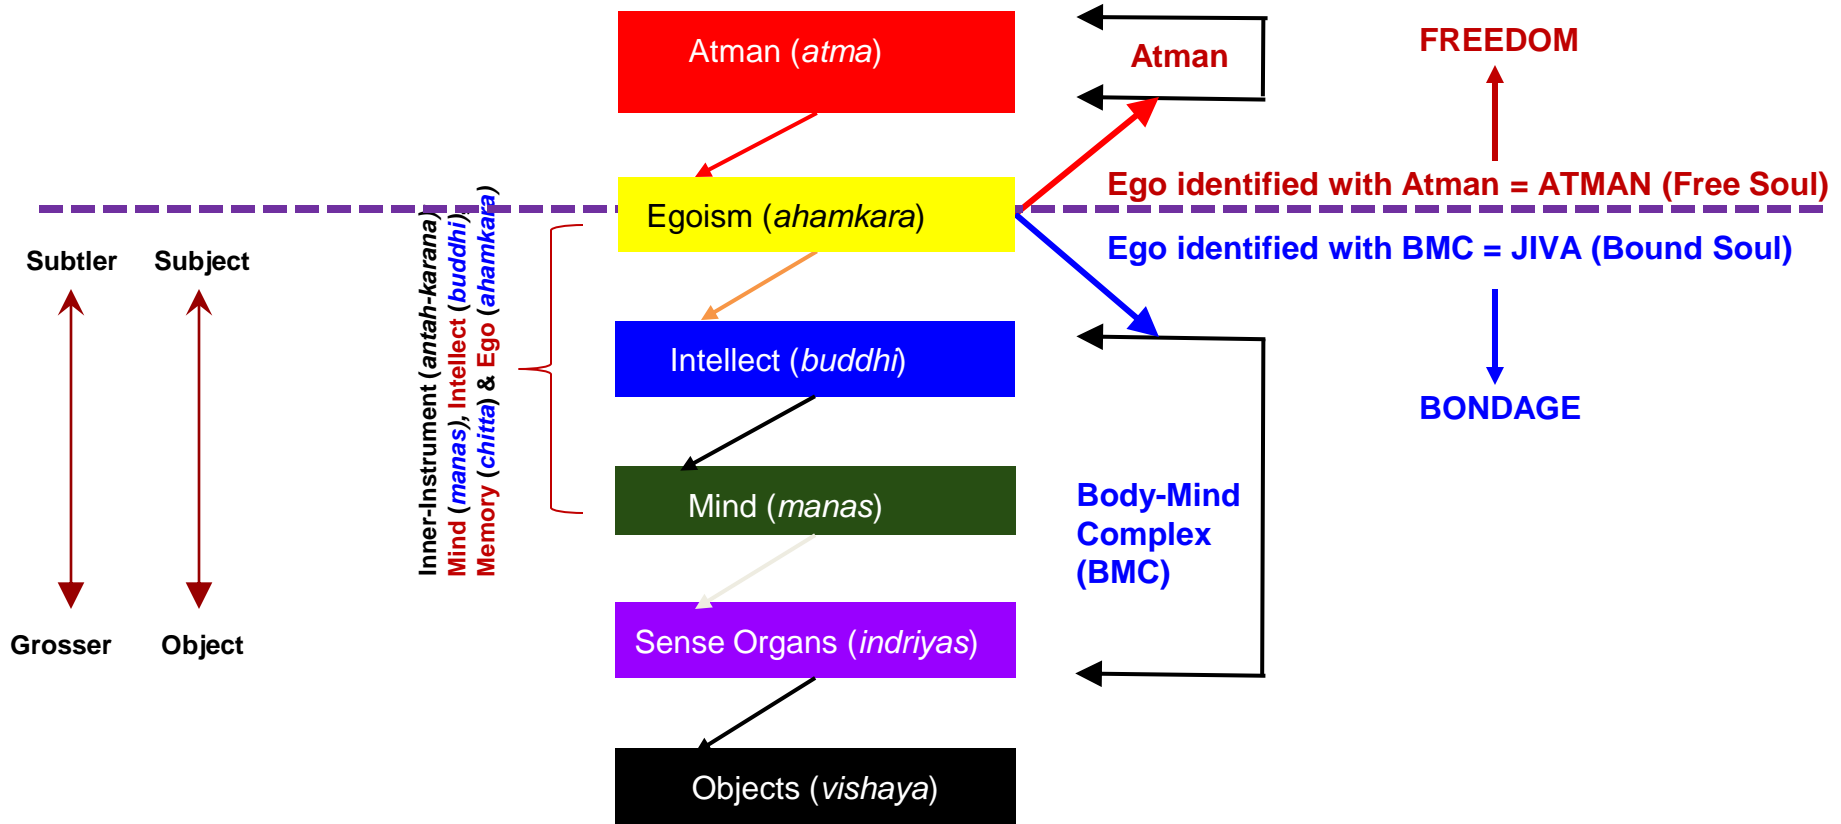 Atman (atma)
Atman
FREEDOM
Ego identified with Atman = ATMAN (Free Soul)
Egoism (ahamkara)
Ego identified with BMC = JIVA (Bound Soul)
Subtler
Subject
Inner-Instrument (antah-karana)
Mind (manas), Intellect (buddhi),
Memory (chitta) & Ego (ahamkara)
Intellect (buddhi)
BONDAGE
Mind (manas)
Body-Mind
Complex
(BMC)
Grosser
Object
Sense Organs (indriyas)
Objects (vishaya)